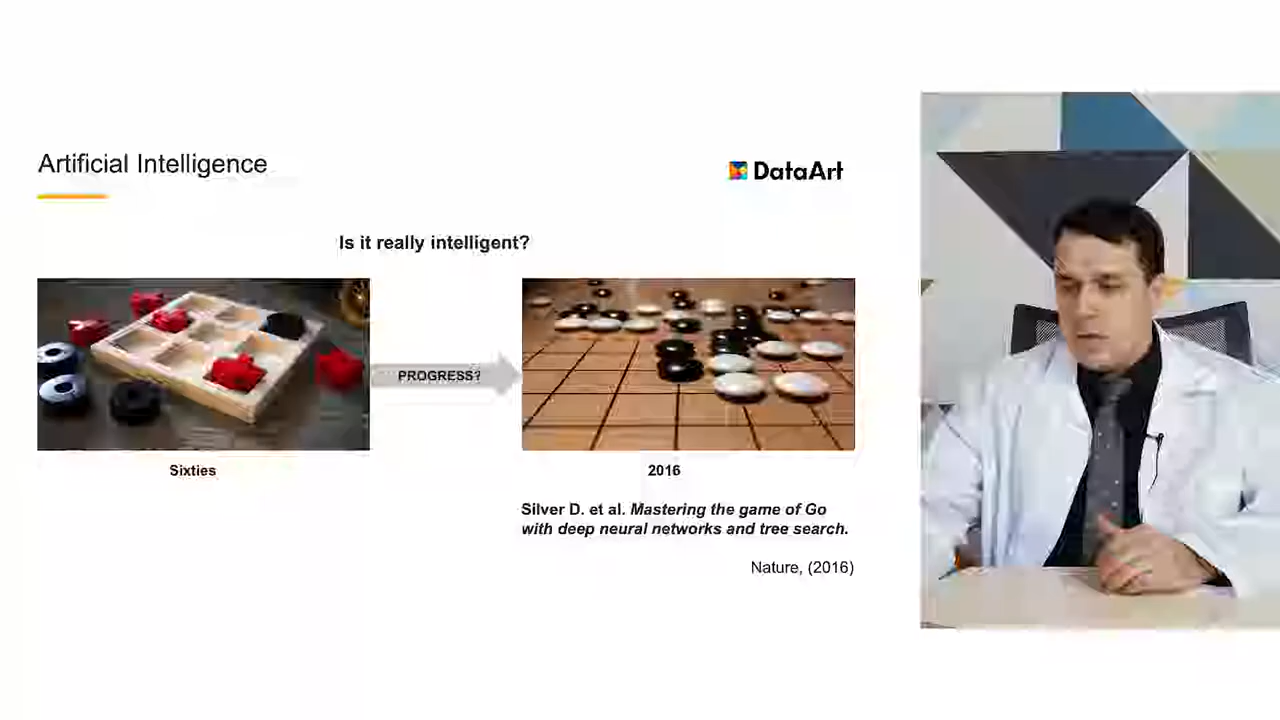 Artificial Intelligence
DataArt
Is it really intelligent?
PROGRESS?
Sixties
2016
Silver D. et al. Mastering the game of Go
with deep neural networks and tree search.
Nature, (2016)